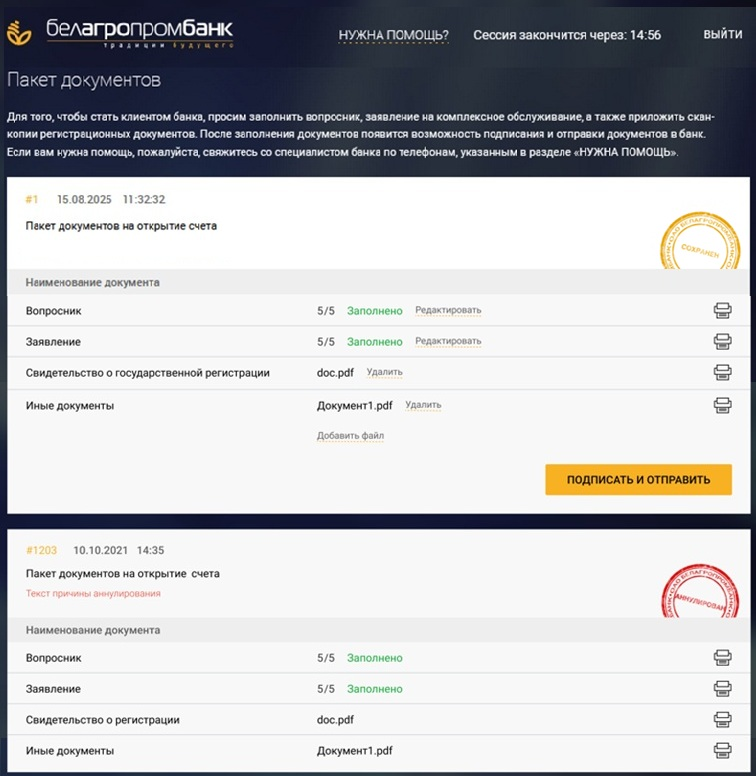 белагропромбанк
традиции будущего
НУЖНА ПОМОЩЬ?
Сессия закончится через: 14:56
ВЫЙТИ
Пакет документов
Для того, чтобы стать клиентом банка, просим заполнить вопросник, заявление на комплексное обслуживание, а также приложить скан-
копии регистрационных документов. После заполнения документов появится возможность подписания и отправки документов в банк.
Если вам нужна помощь, пожалуйста, свяжитесь со специалистом банка по телефонам, указанным в разделе «НУЖНА ПОМОЩЬ».
#1 15.08.2025 11:32:32
Пакет документов на открытие счета
СОХРАНЕН
Наименование документа
Вопросник 5/5 Заполнено Редактировать
Заявление 5/5 Заполнено Редактировать
Свидетельство о государственной регистрации doc.pdf Удалить
Иные документы Документ1.pdf Удалить
Добавить файл
ПОДПИСАТЬ И ОТПРАВИТЬ
#1203 10.10.2021 14:35
Пакет документов на открытие счета
Текст причины аннулирования
АННУЛИРОВАН
Наименование документа
Вопросник 5/5 Заполнено
Заявление 5/5 Заполнено
Свидетельство о регистрации doc.pdf
Иные документы Документ1.pdf